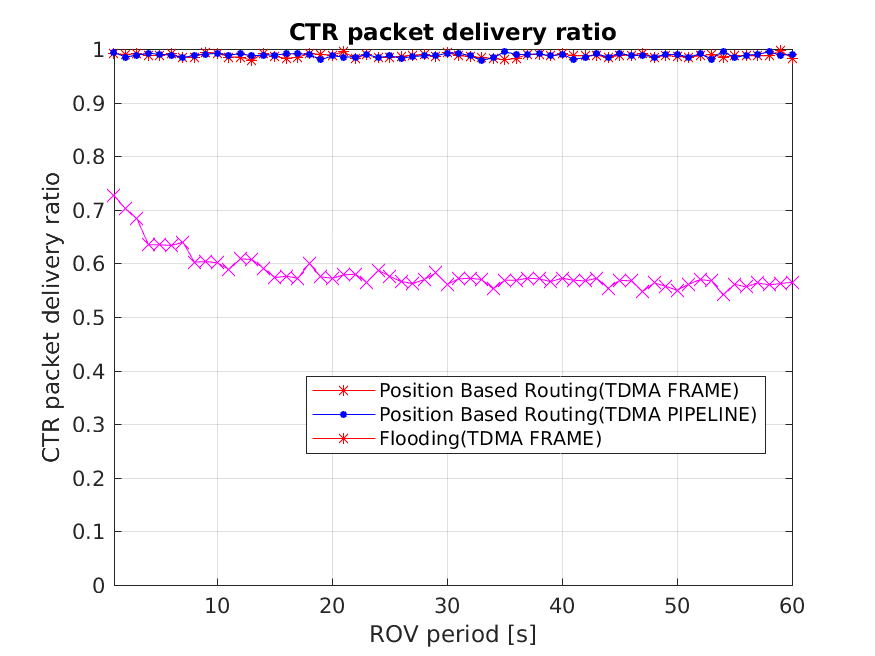 CTR packet delivery ratio
1
0.9
0.8
0.7
0.6
0.5
0.4
0.3
0.2
0.1
0
CTR packet delivery ratio
Position Based Routing(TDMA FRAME)
Position Based Routing(TDMA PIPELINE)
Flooding(TDMA FRAME)
10 20 30 40 50 60
ROV period [s]